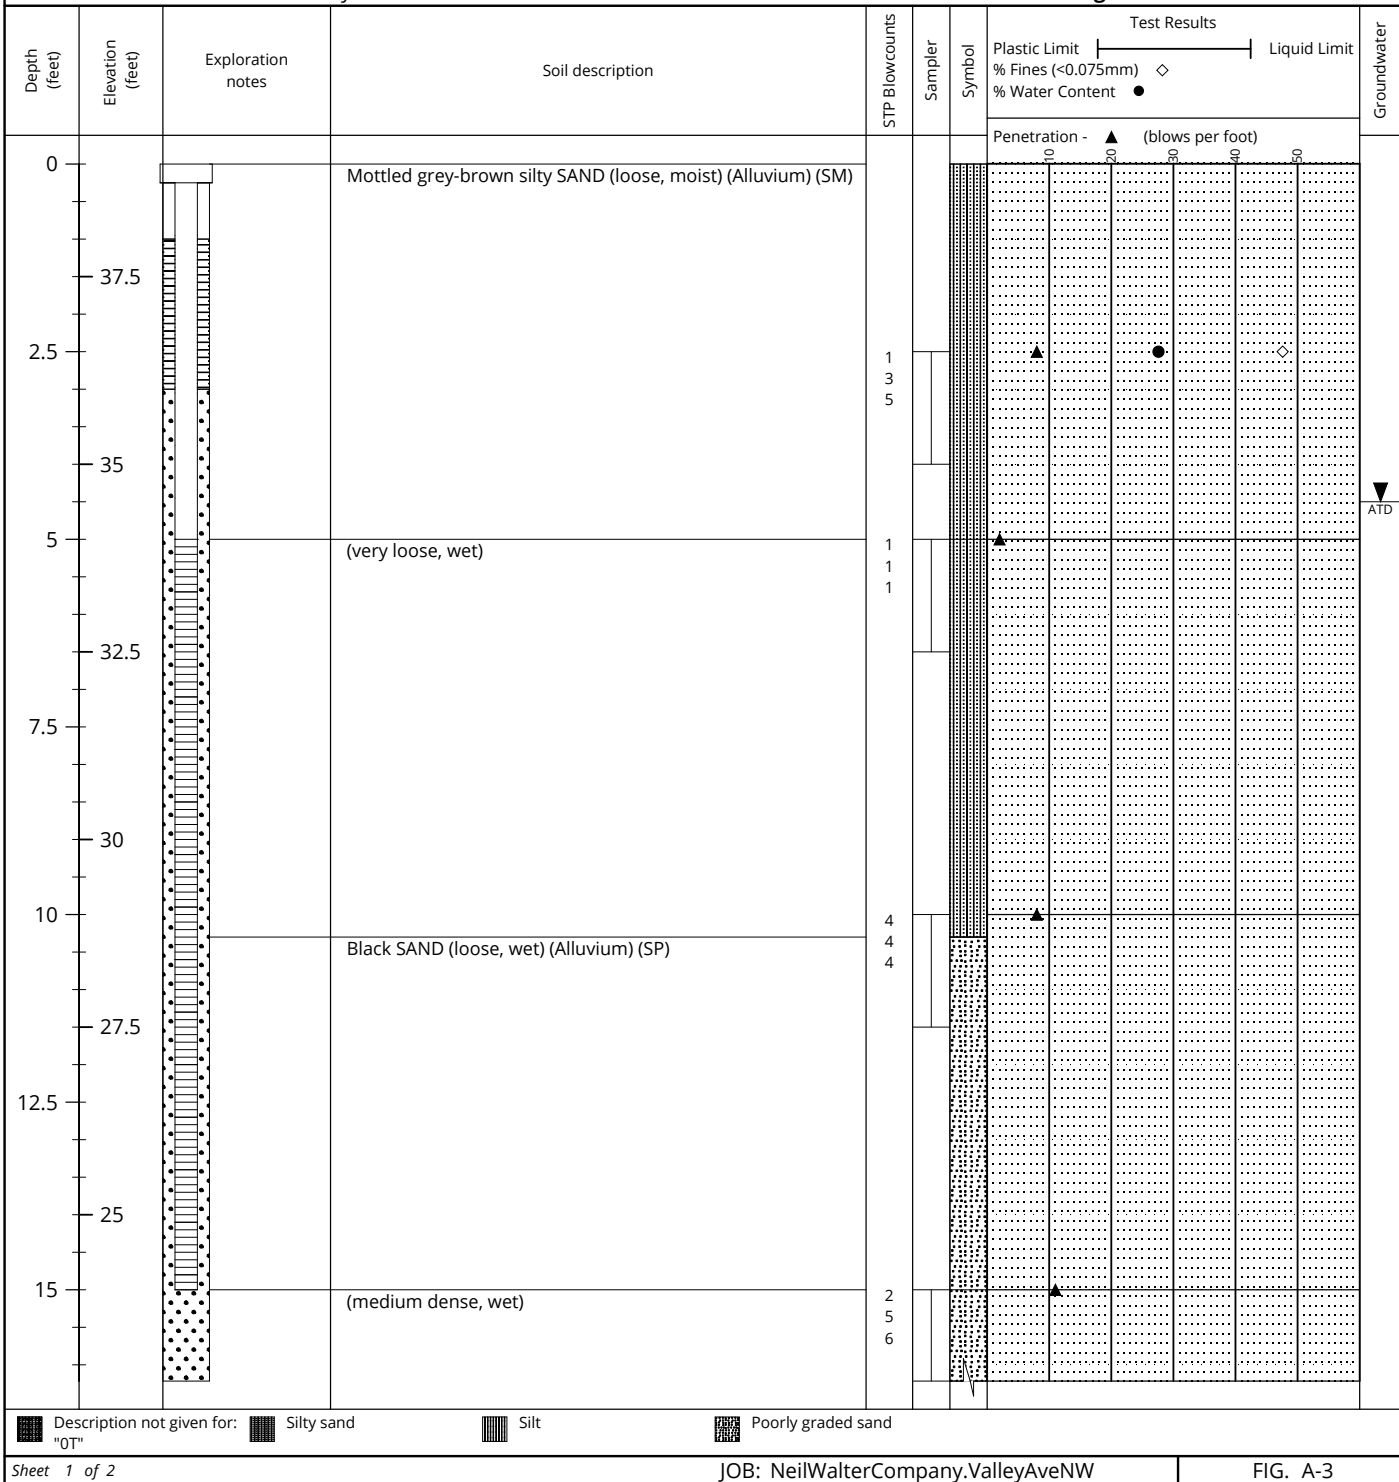 Depth (feet)
Elevation (feet)
Exploration notes
Soil description
STP Blowcounts
Sampler
Symbol
Test Results
Plastic Limit Liquid Limit
% Fines (<0.075mm)
% Water Content
Penetration - (blows per foot)
10 20 30 40 50
Groundwater
0
Mottled grey-brown silty SAND (loose, moist) (Alluvium) (SM)
37.5
2.5
1
3
5
35
ATD
5
(very loose, wet)
1
1
1
32.5
7.5
30
10
4
4
4
Black SAND (loose, wet) (Alluvium) (SP)
27.5
12.5
25
15
(medium dense, wet)
2
5
6
Description not given for: "0T"
Silty sand
Silt
Poorly graded sand
Sheet 1 of 2
JOB: NeilWalterCompany.ValleyAveNW
FIG. A-3